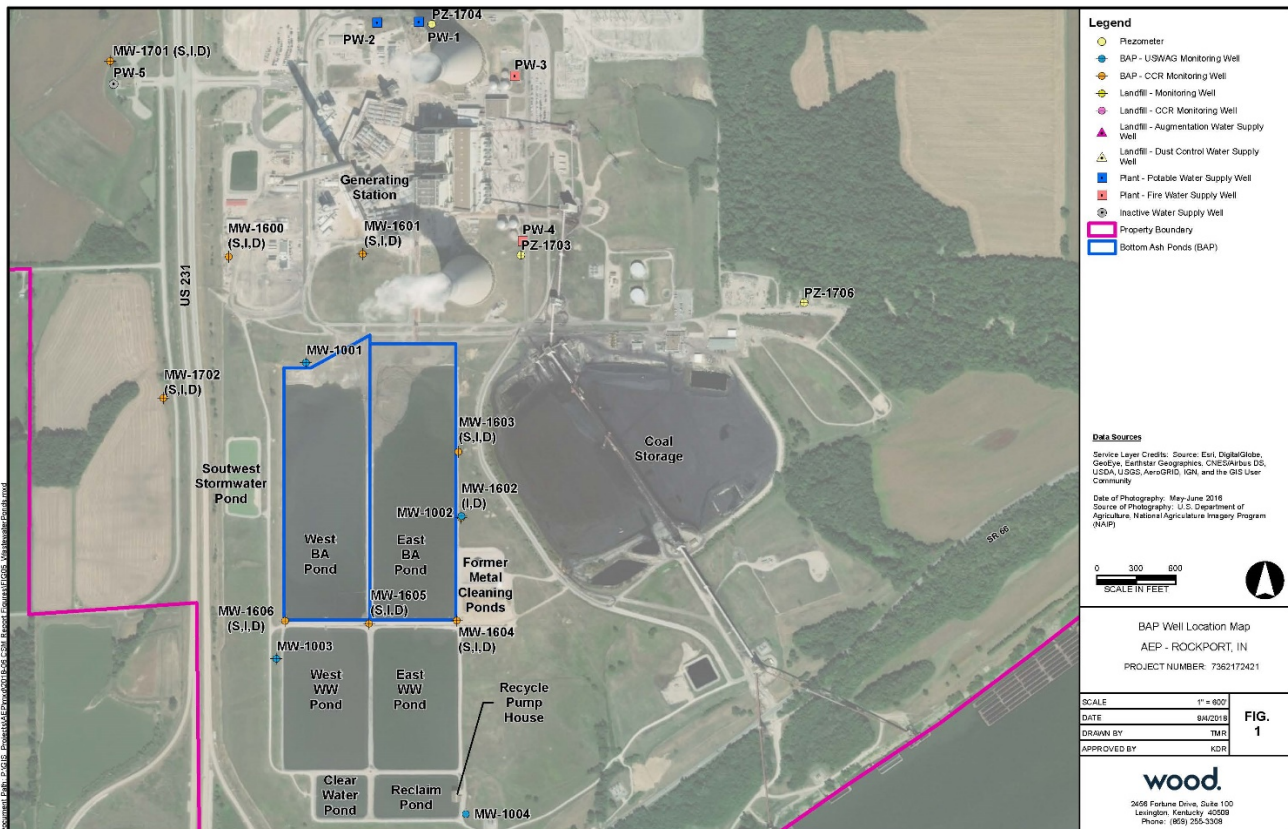 PZ-1704
PW-2
PW-1
MW-1701 (S,I,D)
PW-5
PW-3
Generating
Station
MW-1600
(S,I,D)
MW-1601
(S,I,D)
PW-4
PZ-1703
US 231
PZ-1706
MW-1001
MW-1702
(S,I,D)
MW-1603
(S,I,D)
Coal
Storage
Soutwest
Stormwater
Pond
MW-1602
(I,D)
MW-1002
SR 66
West
BA
Pond
East
BA
Pond
Former
Metal
Cleaning
Ponds
MW-1605
(S,I,D)
MW-1606
(S,I,D)
MW-1604
(S,I,D)
MW-1003
West
WW
Pond
East
WW
Pond
Recycle
Pump
House
Clear
Water
Pond
Reclaim
Pond
MW-1004
Legend
Piezometer
BAP - USWAG Monitoring Well
BAP - CCR Monitoring Well
Landfill - Monitoring Well
Landfill - CCR Monitoring Well
Landfill - Augmentation Water Supply
Well
Landfill - Dust Control Water Supply
Well
Plant - Potable Water Supply Well
Plant - Fire Water Supply Well
Inactive Water Supply Well
Property Boundary
Bottom Ash Ponds (BAP)
Data Sources
Service Layer Credits: Source: Esri, DigitalGlobe,
GeoEye, Earthstar Geographics, CNES/Airbus DS,
USDA, USGS, AeroGRID, IGN, and the GIS User
Community
Date of Photography: May-June 2016
Source of Photography: U.S. Department of
Agriculture, National Agriculature Imagery Program
(NAIP)
0 300 600
SCALE IN FEET
BAP Well Location Map
AEP - ROCKPORT, IN
PROJECT NUMBER: 7362172421
SCALE 1" = 600'
DATE 8/4/2018
DRAWN BY TMR
APPROVED BY KDR
FIG.
1
wood.
2456 Fortune Drive, Suite 100
Lexington, Kentucky 40509
Phone: (859) 255-3308